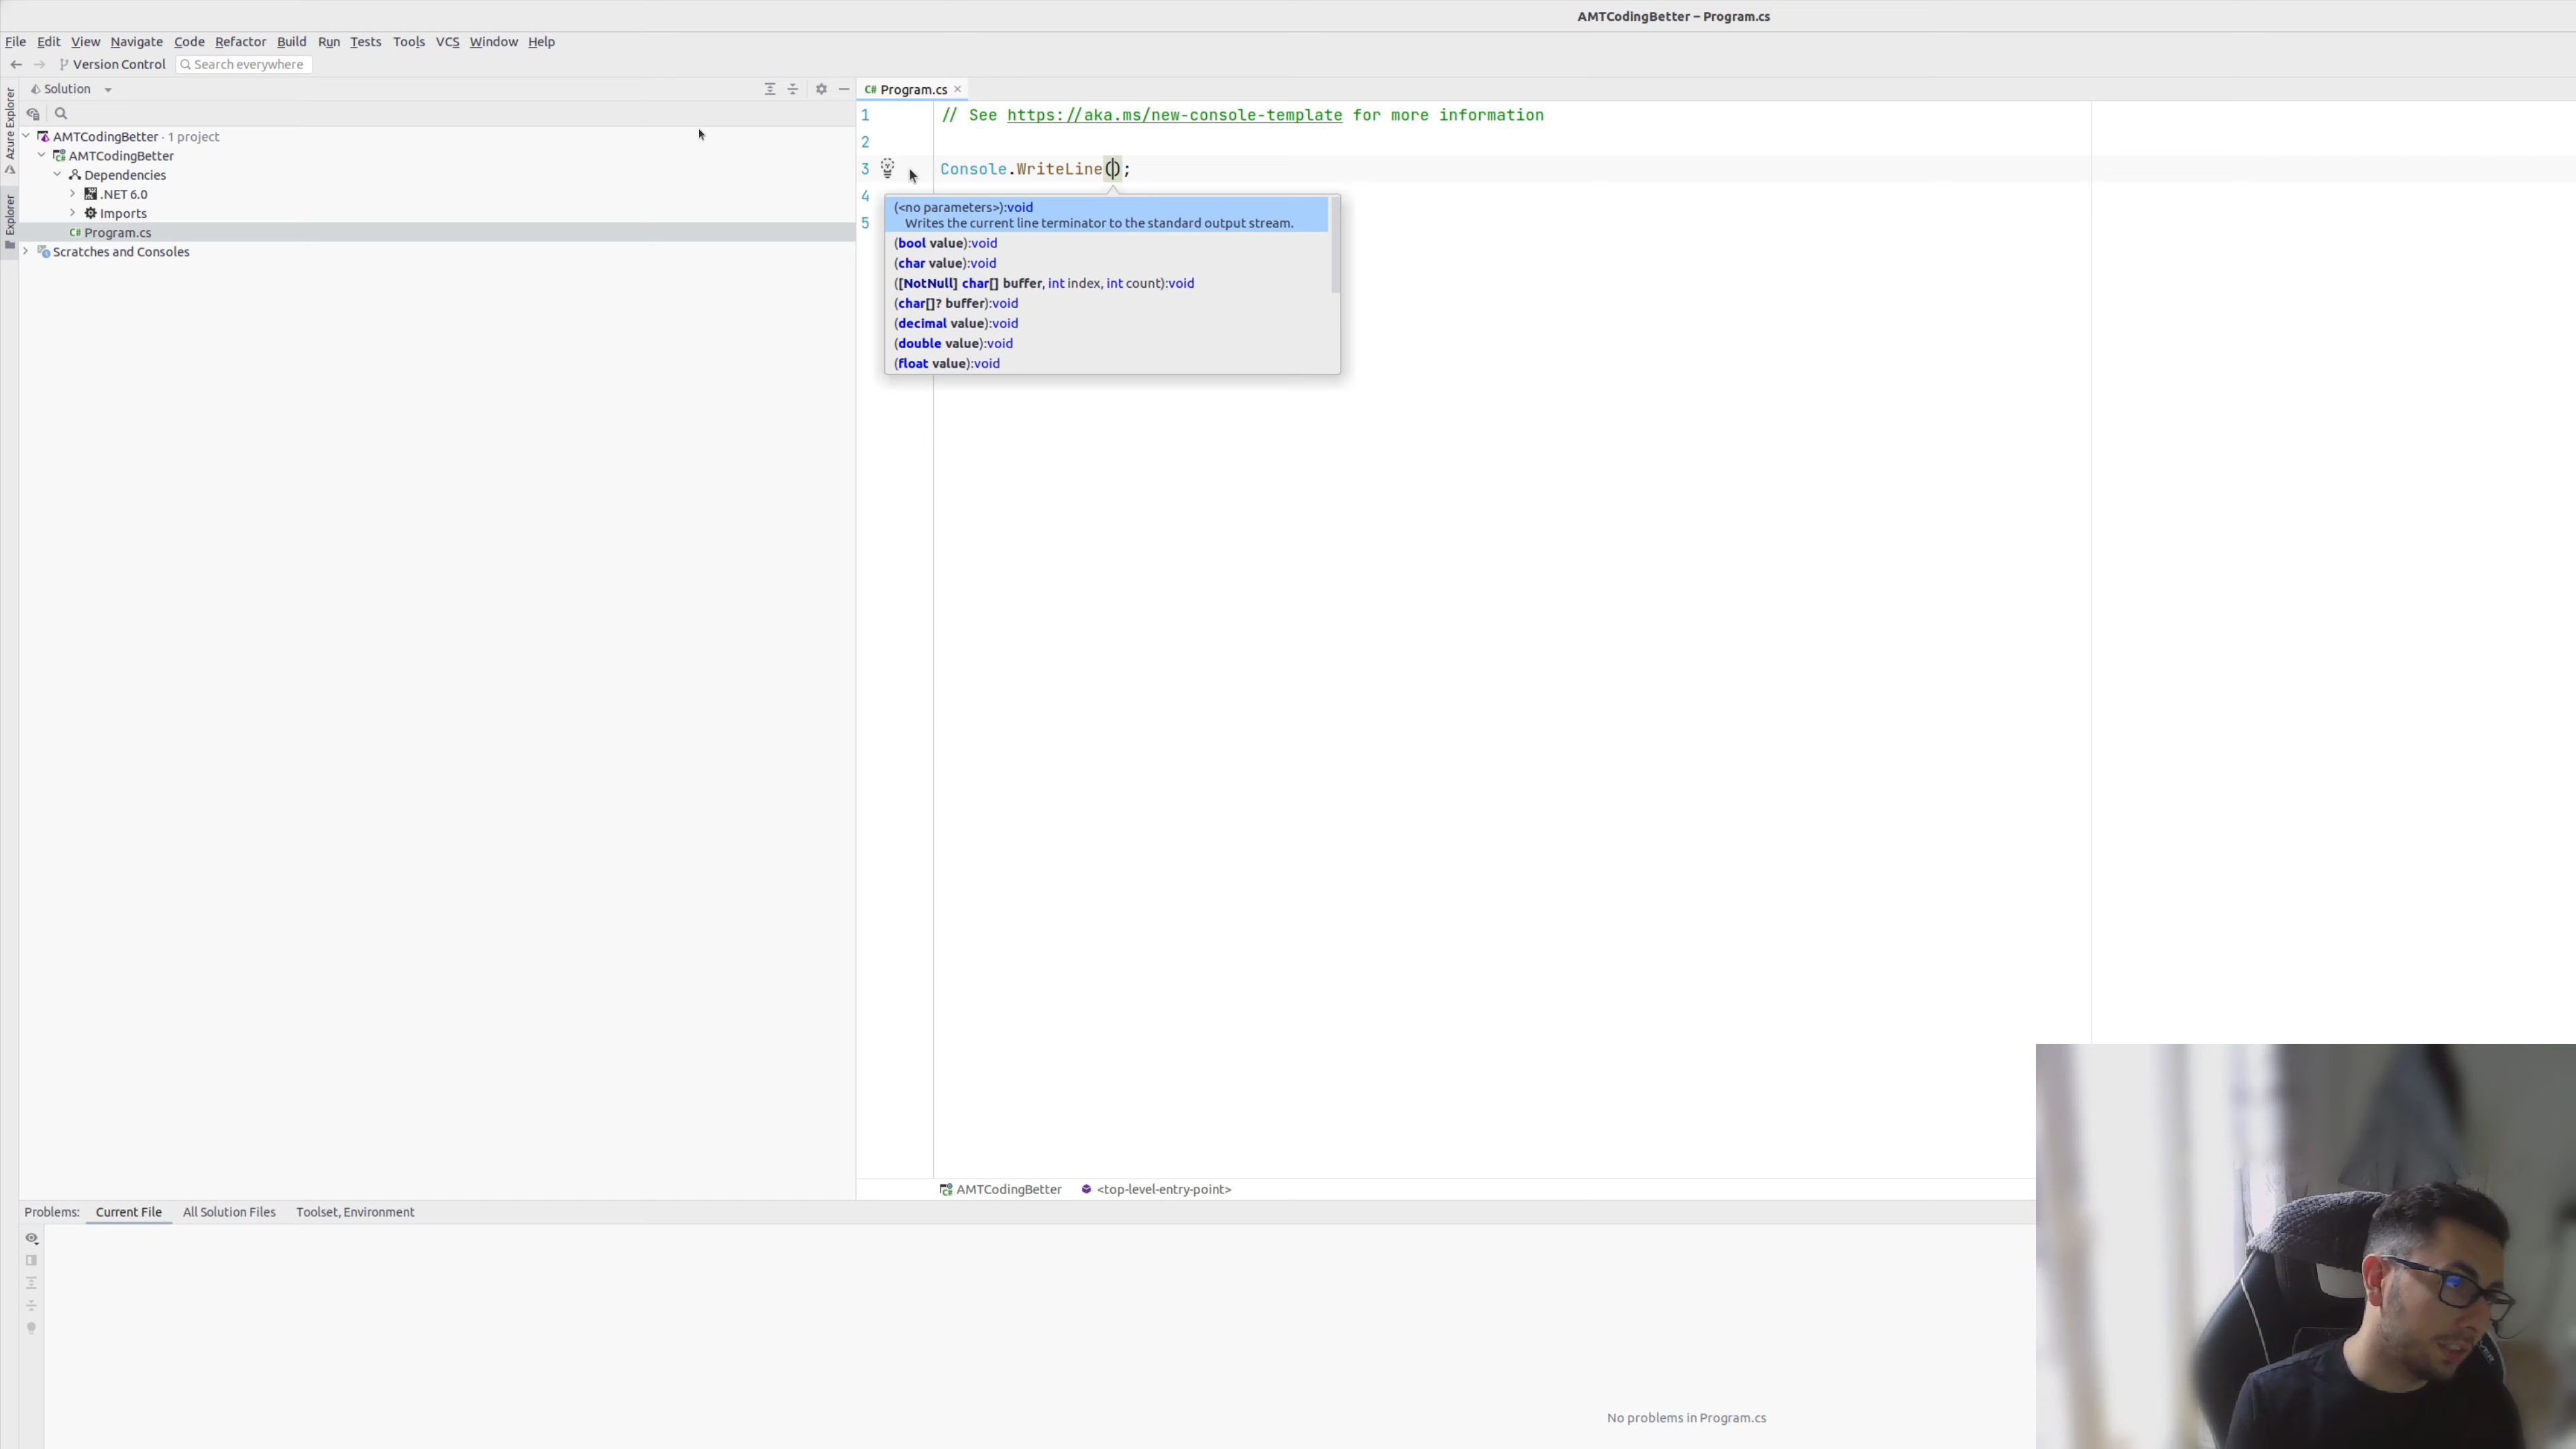 AMTCodingBetter – Program.cs
File Edit View Navigate Code Refactor Build Run Tests Tools VCS Window Help
Version Control Search everywhere
Solution
Azure Explorer
Explorer
AMTCodingBetter · 1 project
AMTCodingBetter
Dependencies
.NET 6.0
Imports
C# Program.cs
Scratches and Consoles
C# Program.cs
1 // See https://aka.ms/new-console-template for more information
2
3 Console.WriteLine();
4
5
(<no parameters>):void
Writes the current line terminator to the standard output stream.
(bool value):void
(char value):void
([NotNull] char[] buffer, int index, int count):void
(char[]? buffer):void
(decimal value):void
(double value):void
(float value):void
AMTCodingBetter <top-level-entry-point>
Problems: Current File All Solution Files Toolset, Environment
No problems in Program.cs